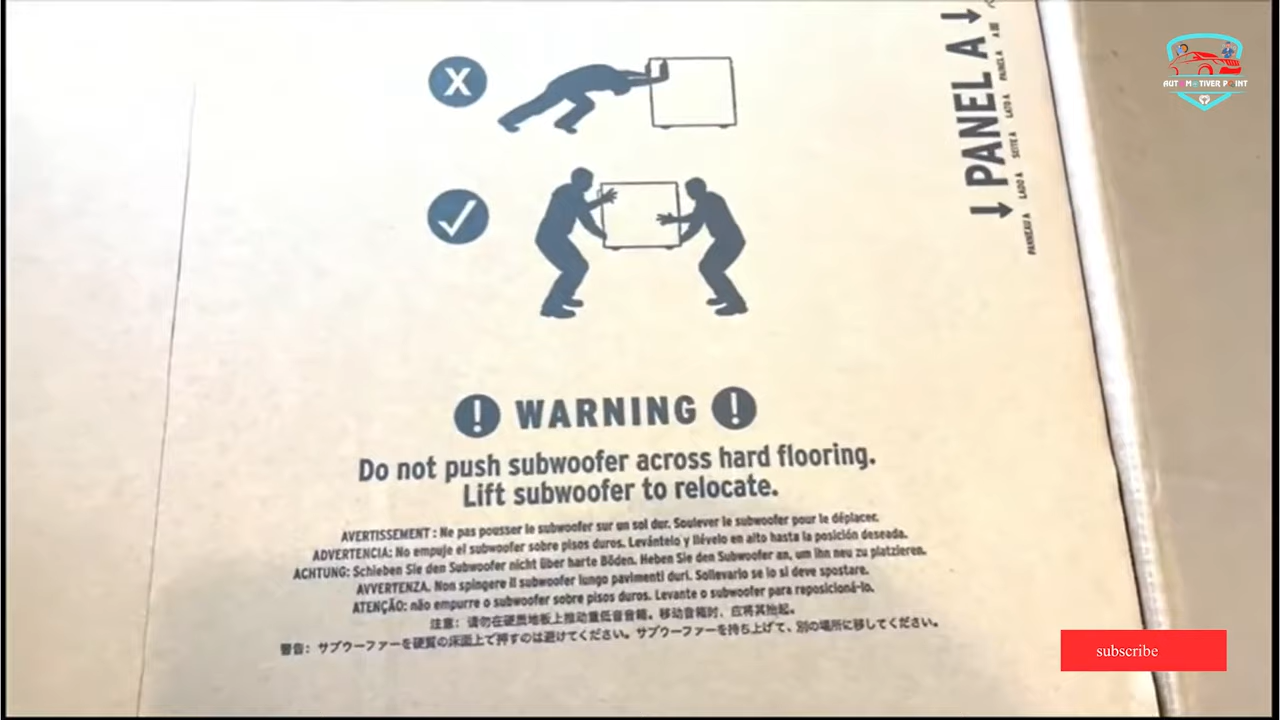 X
PANEL A
PANNEAU A LADO A SEITE A LATO A PAINEL A
AUTOMOTIVER POINT
WARNING
Do not push subwoofer across hard flooring.
Lift subwoofer to relocate.
AVERTISSEMENT : Ne pas pousser le subwoofer sur un sol dur. Soulever le subwoofer pour le déplacer.
ADVERTENCIA: No empuje el subwoofer sobre pisos duros. Levántelo y llévelo en alto hasta la posición deseada.
ACHTUNG: Schieben Sie den Subwoofer nicht über harte Böden. Heben Sie den Subwoofer an, um ihn neu zu platzieren.
AVVERTENZA. Non spingere il subwoofer lungo pavimenti duri. Sollevarlo se lo si deve spostare.
ATENÇÃO: não empurre o subwoofer sobre pisos duros. Levante o subwoofer para reposicioná-lo.
注意：请勿在硬质地板上推动重低音音箱。移动音箱时，应将其抬起。
警告：サブウーファーを硬質の床面上で押すのは避けてください。サブウーファーを持ち上げて、別の場所に移してください。
subscribe